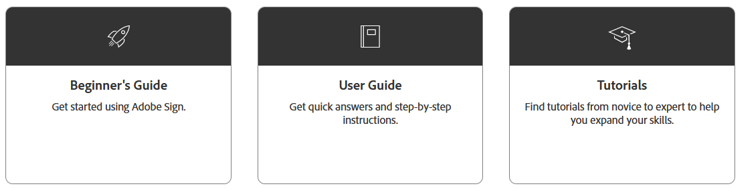 Beginner's Guide
Get started using Adobe Sign.
User Guide
Get quick answers and step-by-step
instructions.
Tutorials
Find tutorials from novice to expert to help
you expand your skills.